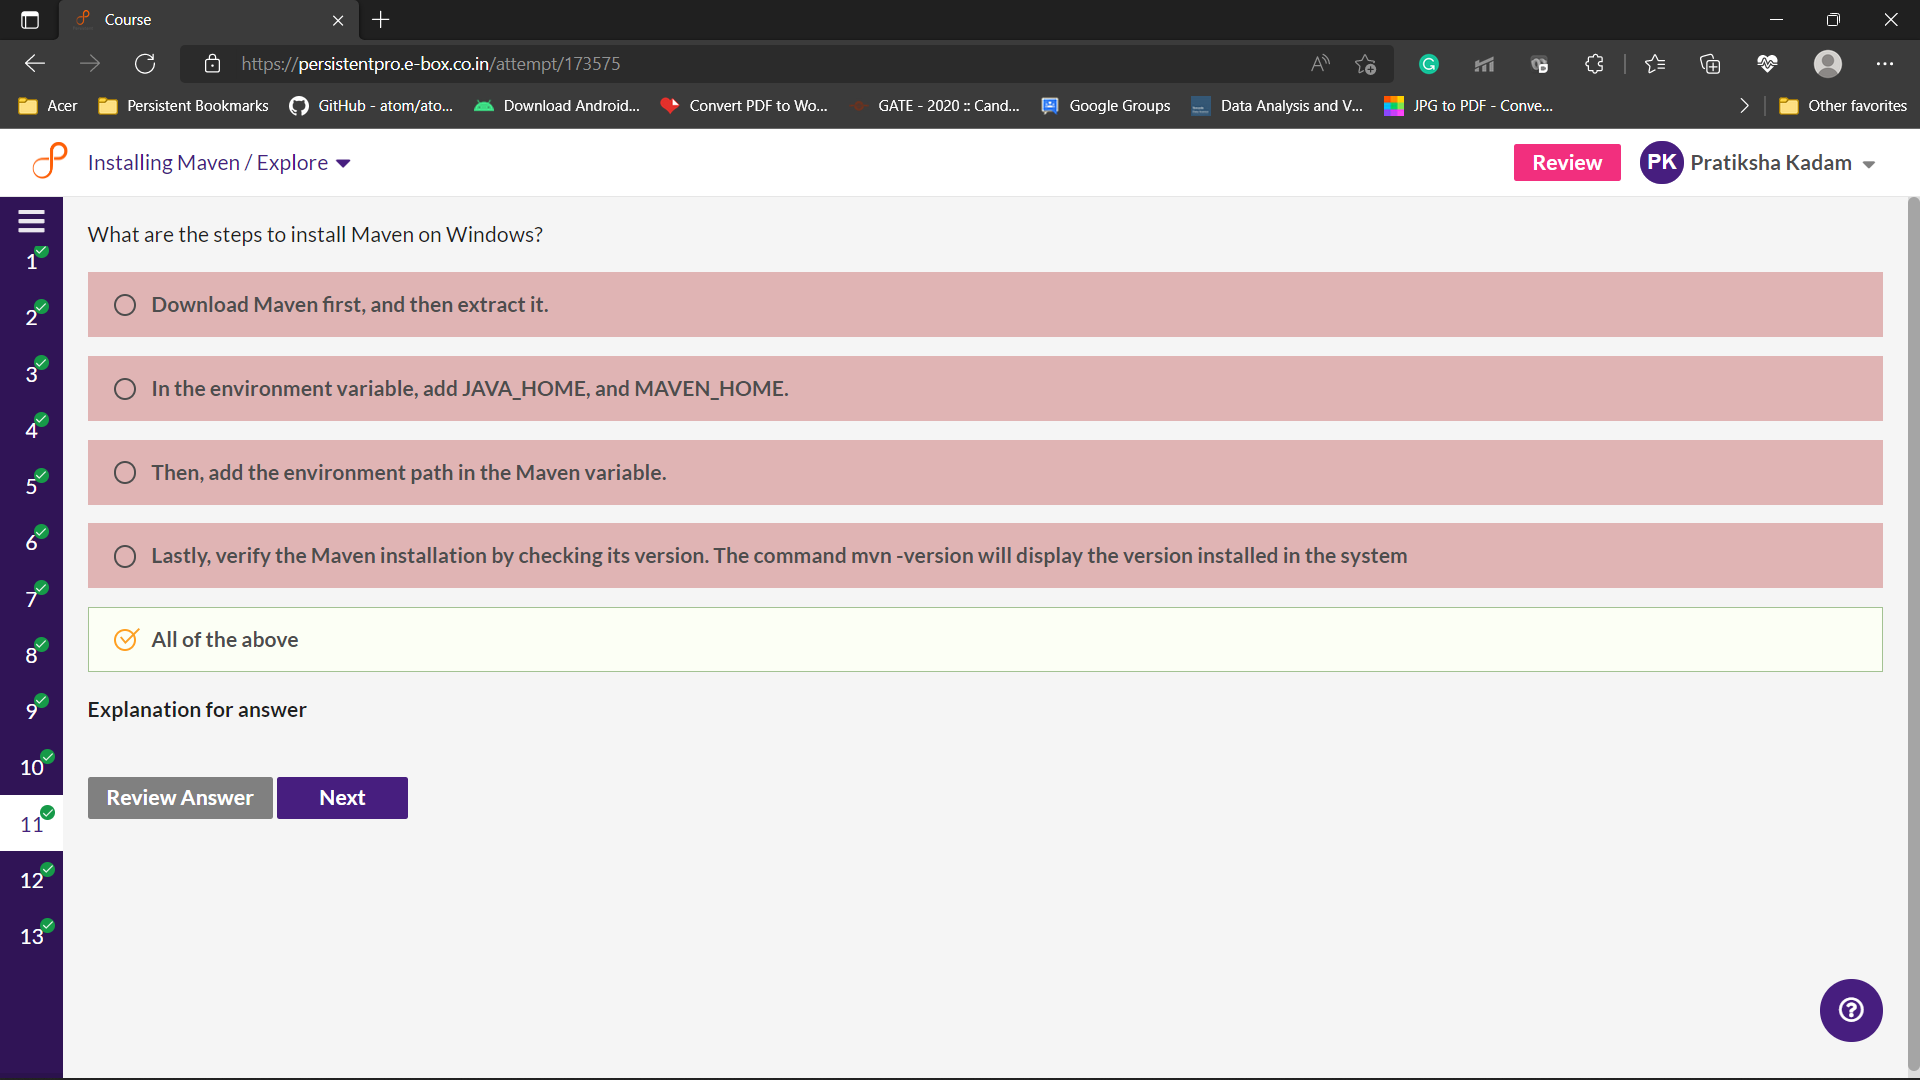 Course
https://persistentpro.e-box.co.in/attempt/173575
Acer
Persistent Bookmarks
GitHub - atom/ato...
Download Android...
Convert PDF to Wo...
GATE - 2020 :: Cand...
Google Groups
Data Analysis and V...
JPG to PDF - Conve...
Other favorites
Installing Maven / Explore
Review
PK
Pratiksha Kadam
1
2
3
4
5
6
7
8
9
10
11
12
13
What are the steps to install Maven on Windows?
Download Maven first, and then extract it.
In the environment variable, add JAVA_HOME, and MAVEN_HOME.
Then, add the environment path in the Maven variable.
Lastly, verify the Maven installation by checking its version. The command mvn -version will display the version installed in the system
All of the above
Explanation for answer
Review Answer
Next